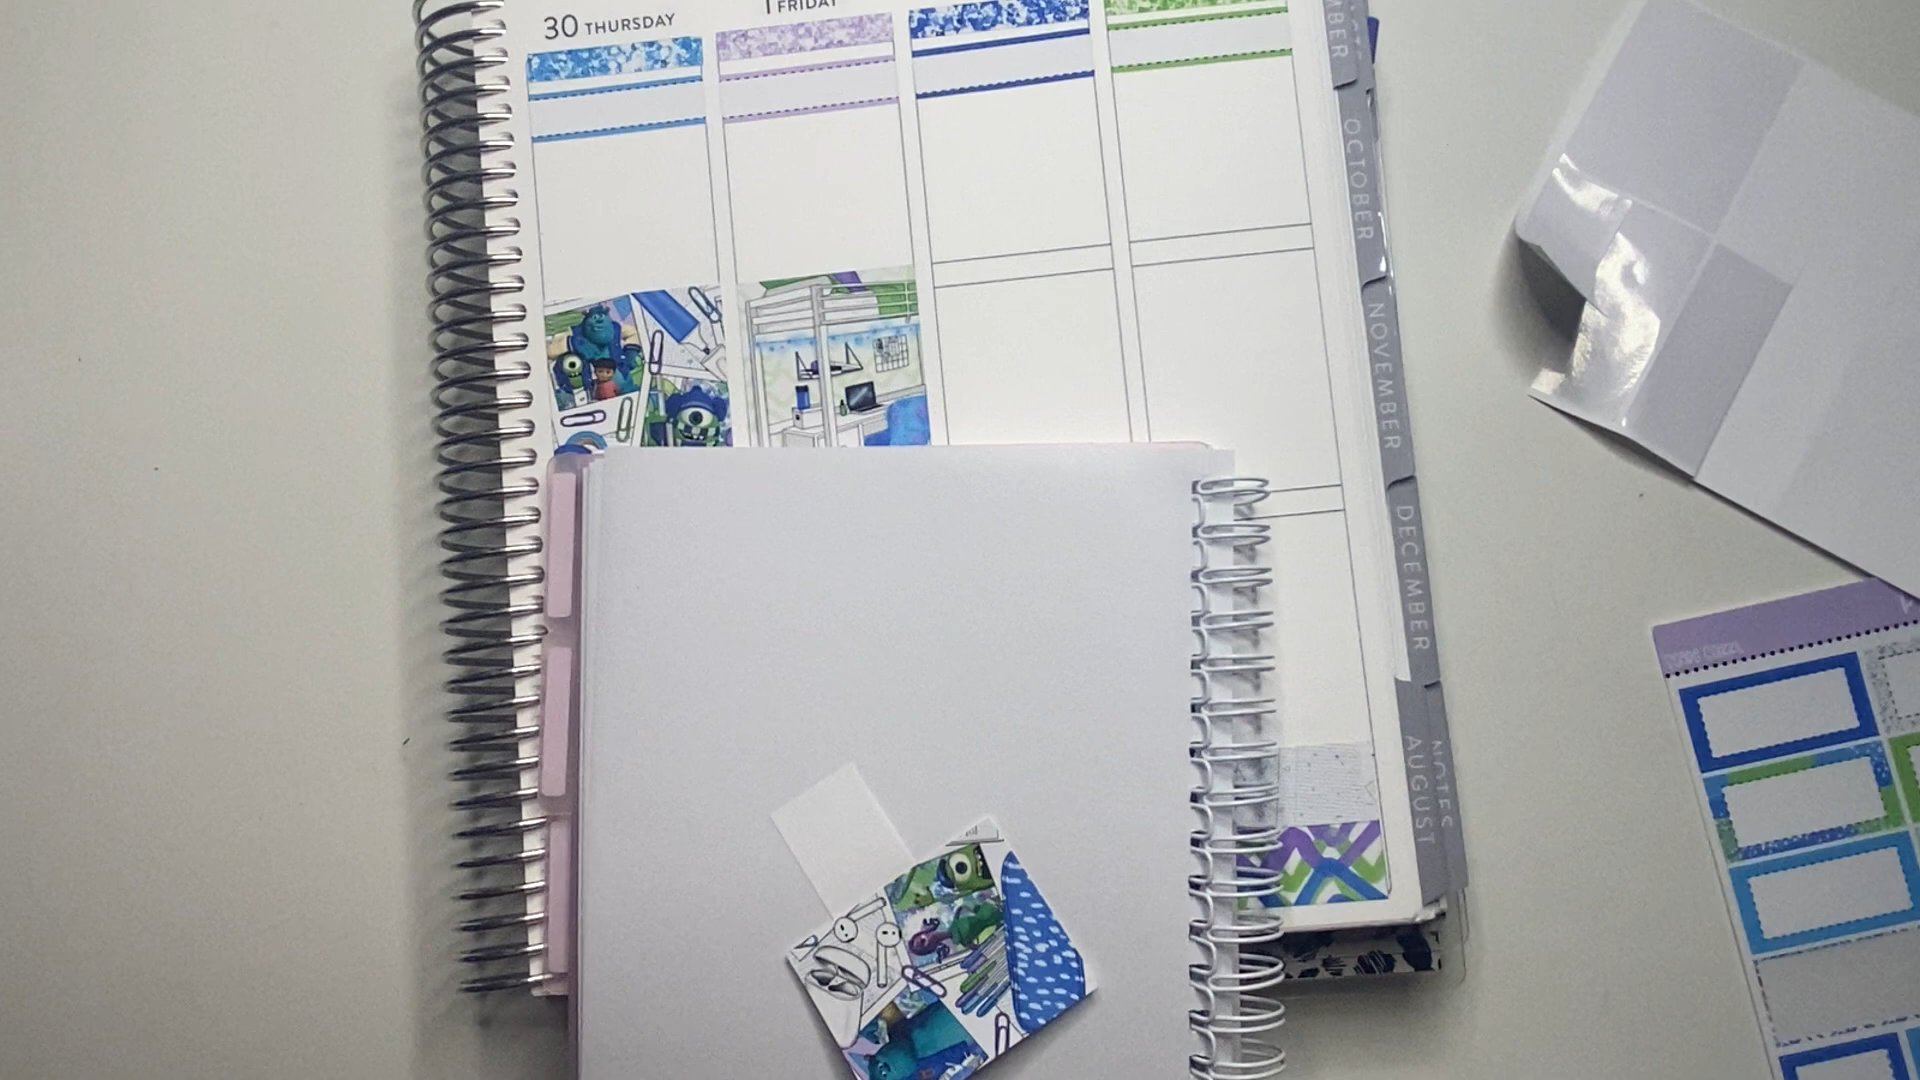 30 THURSDAY
1 FRIDAY
OCTOBER
NOVEMBER
DECEMBER
NOTES
AUGUST